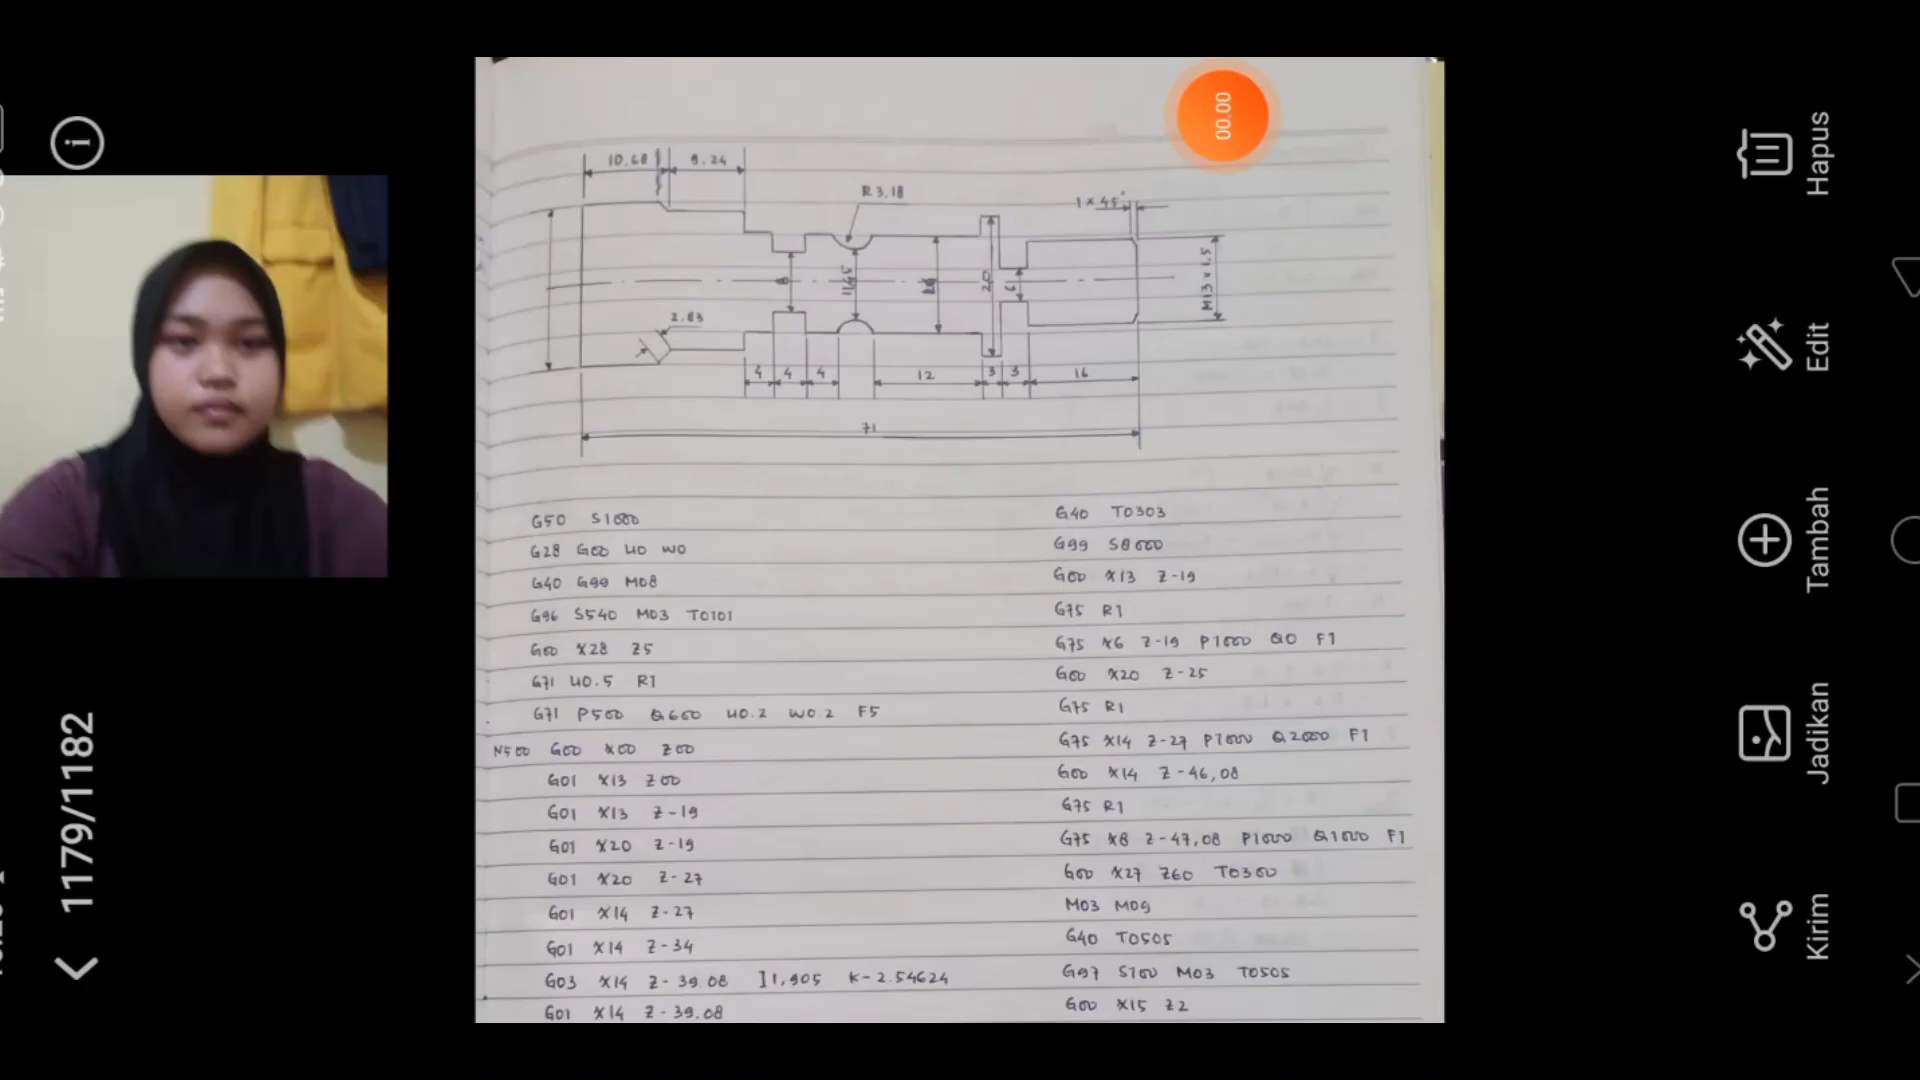 10.68
9.24
R3,18
1 x 45°
2.83
8
20
6
M13 x 1.5
4
4
4
12
3
3
16
71
G50 S1000
G28 G00 U0 W0
G40 G99 M08
G96 S540 M03 T0101
G00 X28 Z5
G71 U0.5 R1
G71 P500 Q600 U0.2 W0.2 F5
N500 G00 X00 Z00
G01 X13 Z00
G01 X13 Z-19
G01 X20 Z-19
G01 X20 Z-27
G01 X14 Z-27
G01 X14 Z-34
G03 X14 Z-39.08 I1,905 K-2.54624
G01 X14 Z-39.08
G40 T0303
G99 S8000
G00 X13 Z-19
G75 R1
G75 X6 Z-19 P1000 Q0 F1
G00 X20 Z-25
G75 R1
G75 X14 Z-27 P1000 Q2000 F1
G00 X14 Z-46,08
G75 R1
G75 X8 Z-47,08 P1000 Q1000 F1
G00 X27 Z60 T0300
M03 M09
G40 T0505
G97 S100 M03 T0505
G00 X15 Z2
00.00
1179/1182
Hapus
Edit
Tambah
Jadikan
Kirim